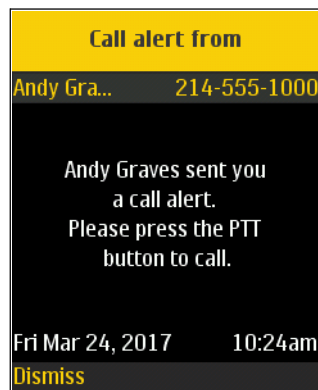 Call alert from
Andy Gra... 214-555-1000
Andy Graves sent you
a call alert.
Please press the PTT
button to call.
Fri Mar 24, 2017 10:24am
Dismiss